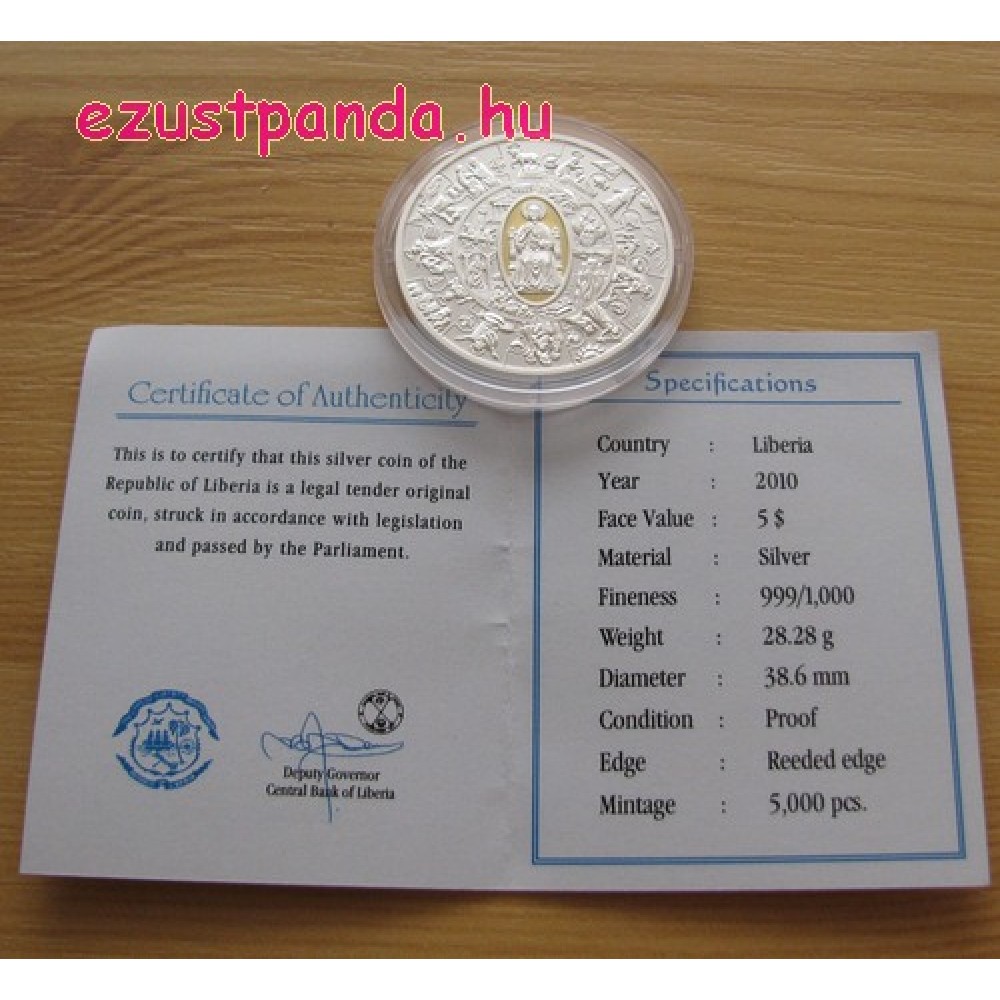 ezustpanda.hu
Certificate of Authenticity
This is to certify that this silver coin of the
Republic of Liberia is a legal tender original
coin, struck in accordance with legislation
and passed by the Parliament.
Deputy Governor
Central Bank of Liberia
Specifications
Country : Liberia
Year : 2010
Face Value : 5 $
Material : Silver
Fineness : 999/1,000
Weight : 28.28 g
Diameter : 38.6 mm
Condition : Proof
Edge : Reeded edge
Mintage : 5,000 pcs.